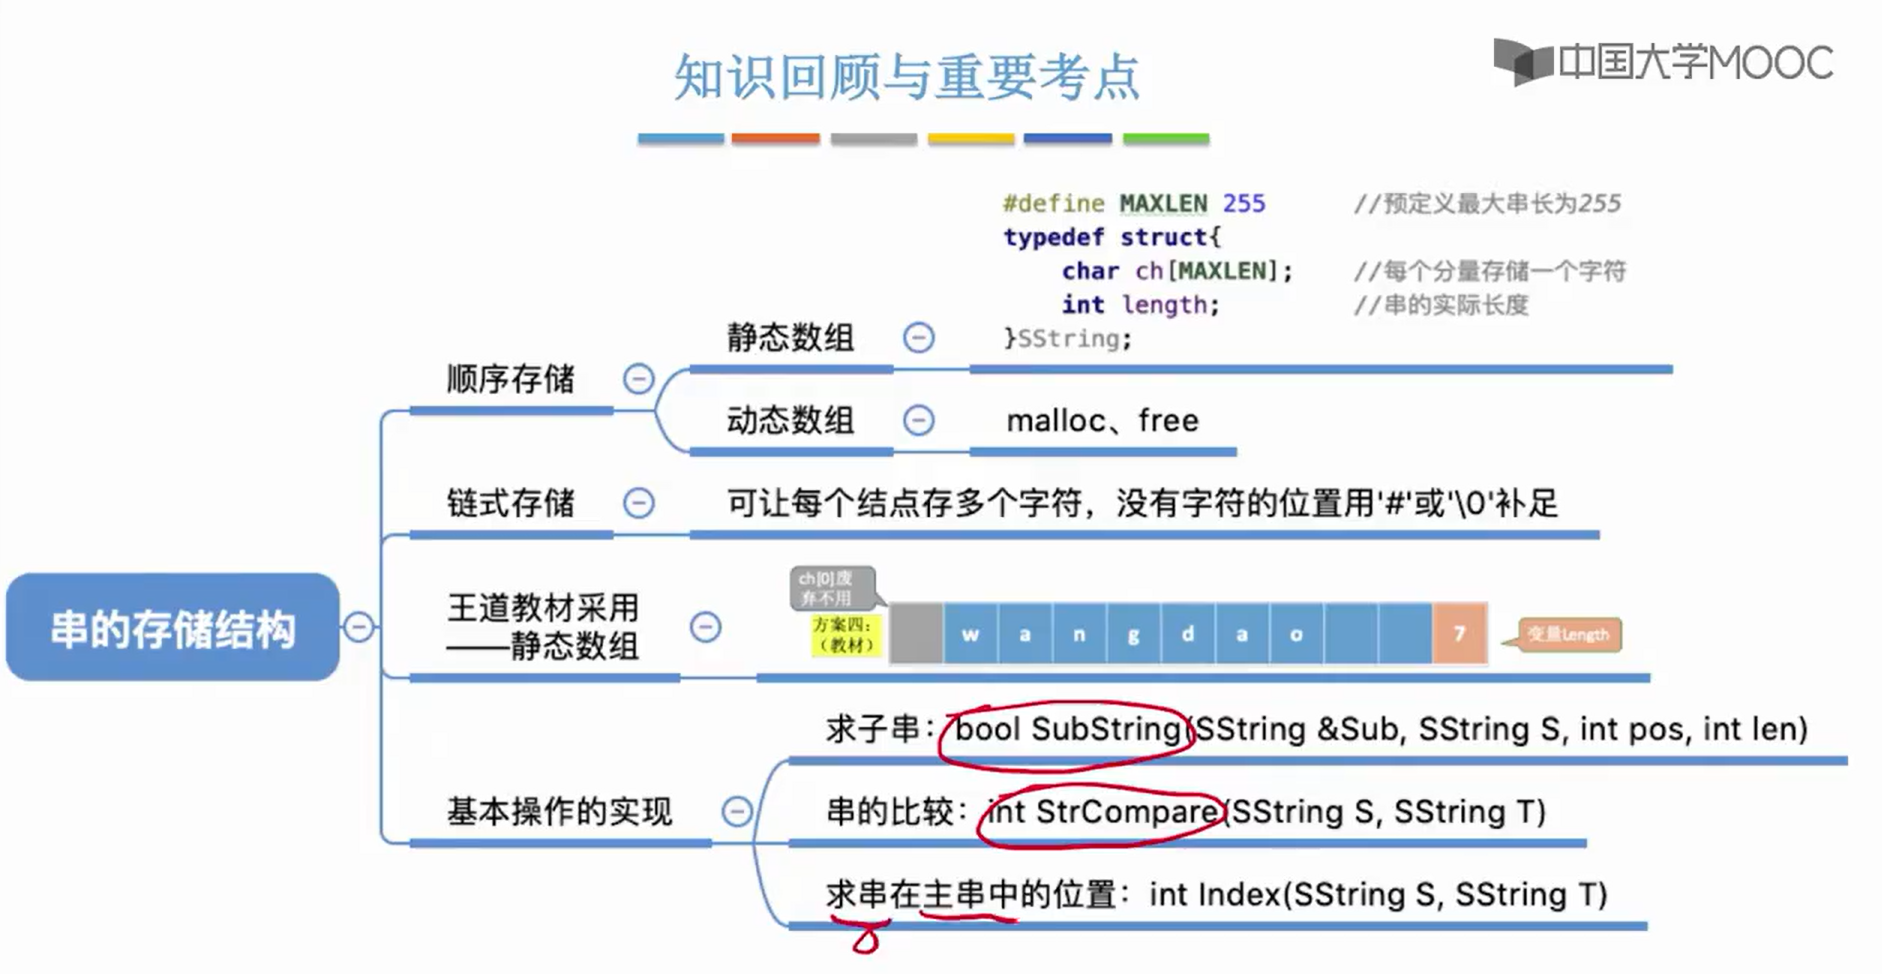 知识回顾与重要考点
中国大学MOOC
#define MAXLEN 255 //预定义最大串长为255
typedef struct{
char ch[MAXLEN]; //每个分量存储一个字符
int length; //串的实际长度
}SString;
静态数组
顺序存储
动态数组
malloc、free
链式存储
可让每个结点存多个字符，没有字符的位置用'#'或'\0'补足
串的存储结构
王道教材采用
——静态数组
ch[0]废
弃不用
方案四：
（教材）
w a n g d a o 7
变量Length
基本操作的实现
求子串：bool SubString(SString &Sub, SString S, int pos, int len)
串的比较：int StrCompare(SString S, SString T)
求串在主串中的位置：int Index(SString S, SString T)